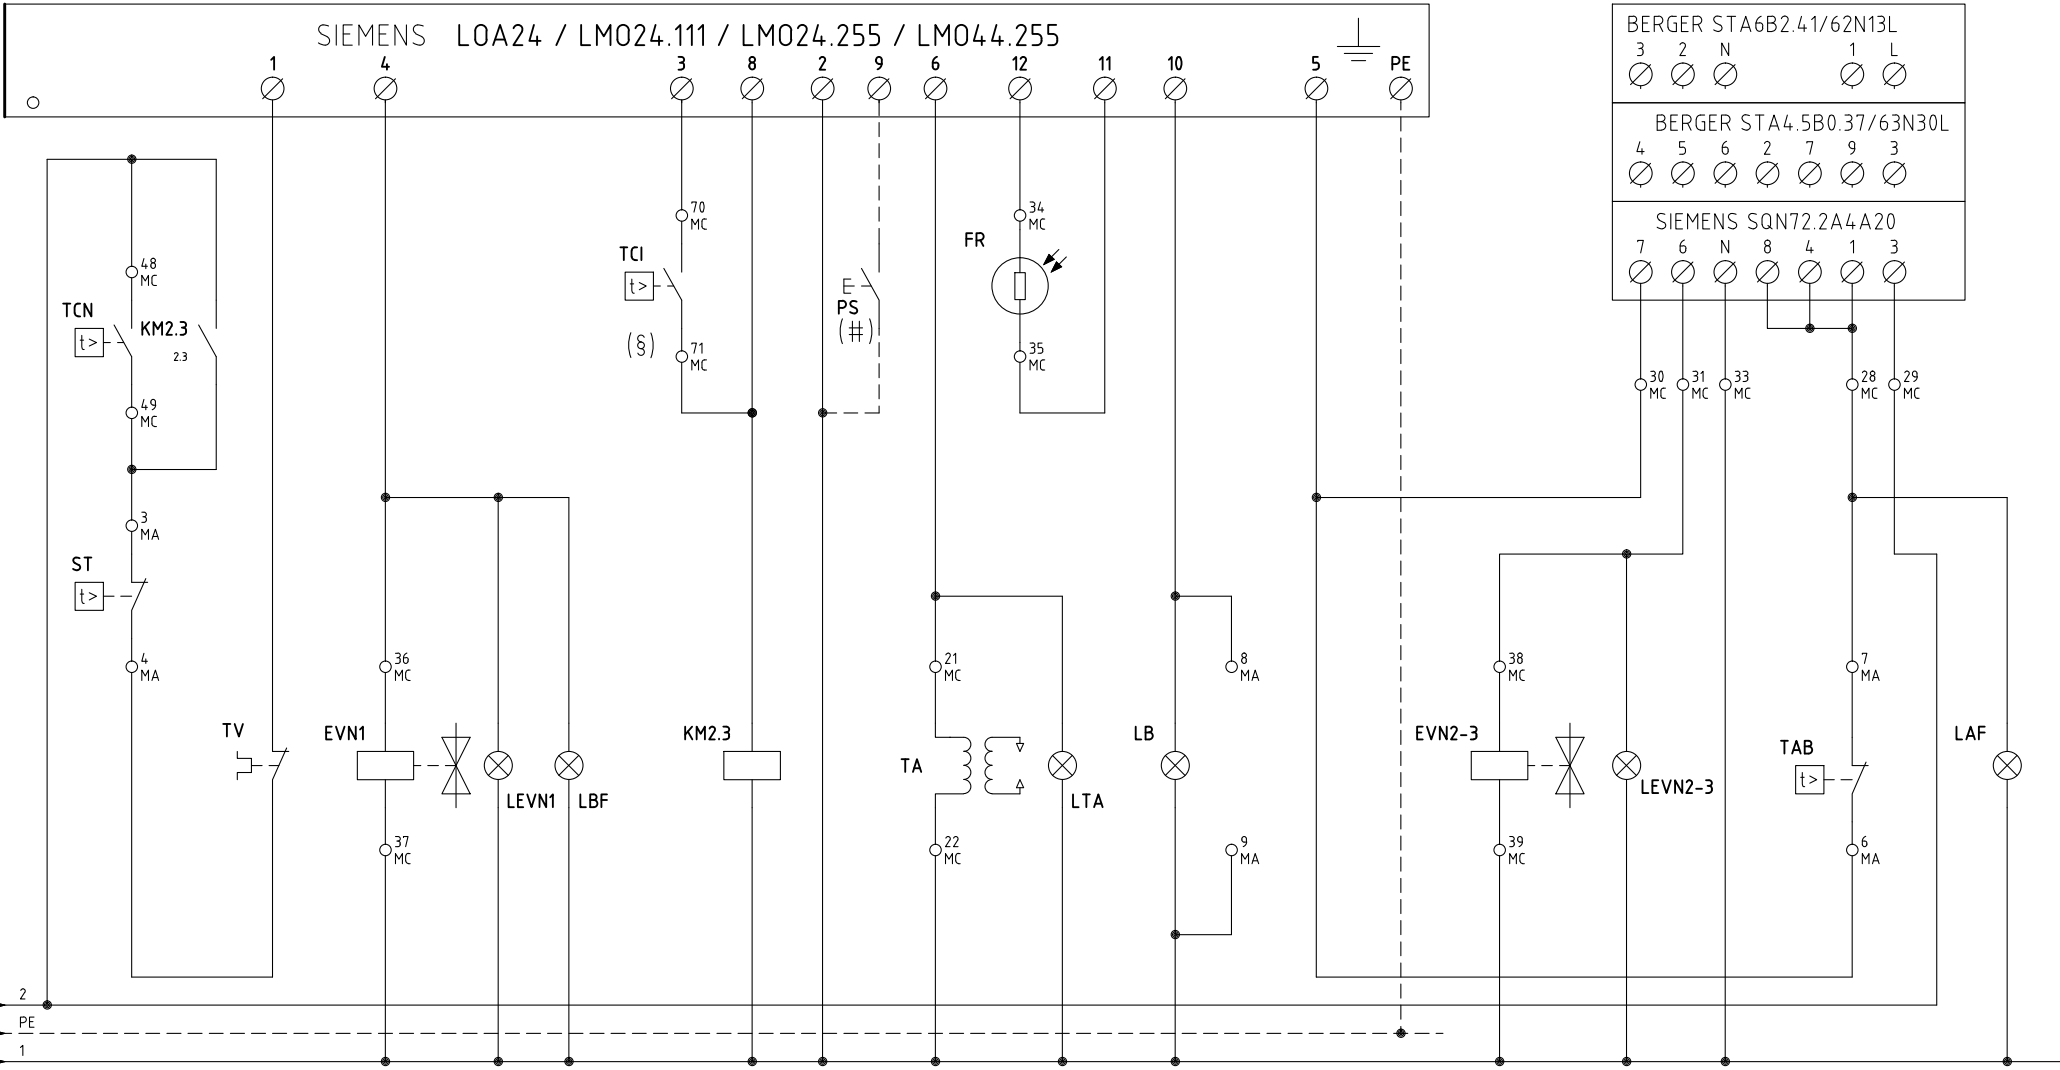 SIEMENS LOA24 / LMO24.111 / LMO24.255 / LMO44.255
1 4 3 8 2 9 6 12 11 10 5 PE
BERGER STA6B2.41/62N13L
3 2 N 1 L
BERGER STA4.5B0.37/63N30L
4 5 6 2 7 9 3
SIEMENS SQN72.2A4A20
7 6 N 8 4 1 3
48
MC
TCN
t>
KM2.3
2.3
49
MC
3
MA
ST
t>
4
MA
TV
36
MC
EVN1
LEVN1
LBF
37
MC
70
MC
TCI
t>
(§)
71
MC
KM2.3
E
PS
(#)
34
MC
FR
35
MC
21
MC
TA
LTA
22
MC
8
MA
LB
9
MA
30
MC
31
MC
33
MC
28
MC
29
MC
38
MC
EVN2-3
LEVN2-3
39
MC
7
MA
TAB
t>
6
MA
LAF
2
PE
1